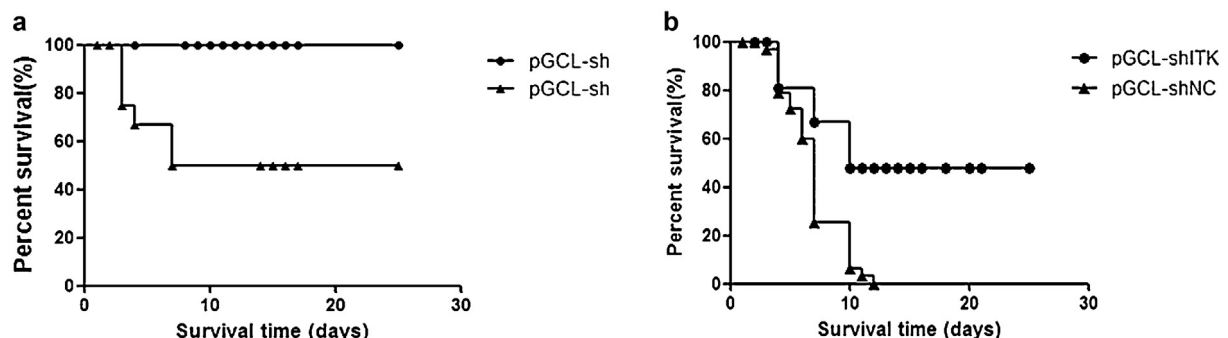 a
Percent survival(%)
100
80
60
40
20
0
0 10 20 30
Survival time (days)
pGCL-sh
pGCL-sh
b
Percent survival(%)
100
80
60
40
20
0
0 10 20 30
Survival time (days)
pGCL-shITK
pGCL-shNC